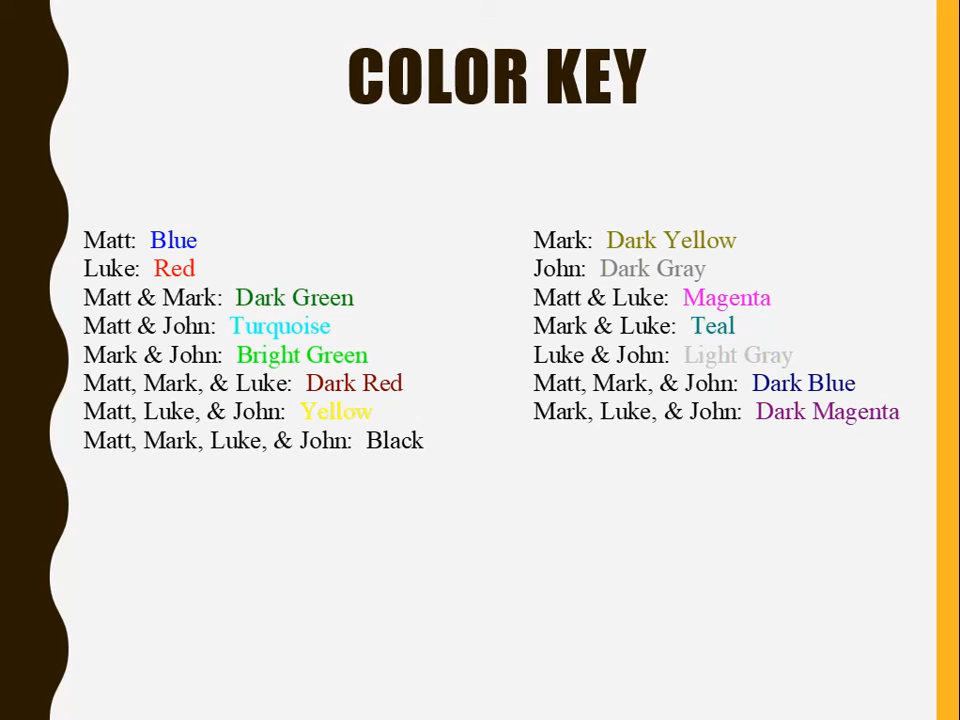 COLOR KEY
Matt: Blue
Luke: Red
Matt & Mark: Dark Green
Matt & John: Turquoise
Mark & John: Bright Green
Matt, Mark, & Luke: Dark Red
Matt, Luke, & John: Yellow
Matt, Mark, Luke, & John: Black
Mark: Dark Yellow
John: Dark Gray
Matt & Luke: Magenta
Mark & Luke: Teal
Luke & John: Light Gray
Matt, Mark, & John: Dark Blue
Mark, Luke, & John: Dark Magenta